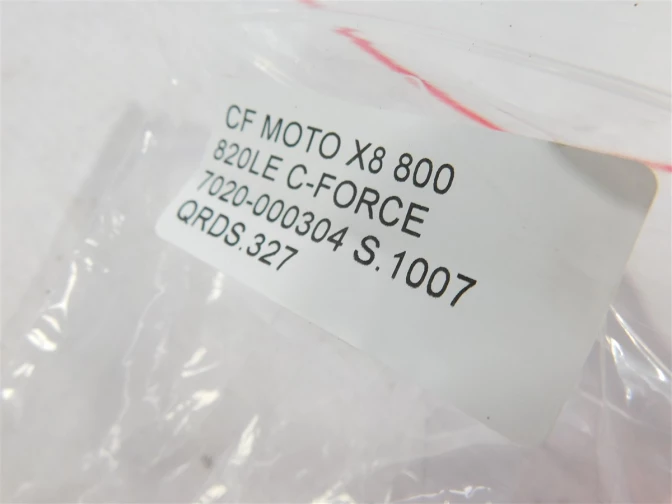 CF MOTO X8 800
820LE C-FORCE
7020-000304 S.1007
QRDS.327